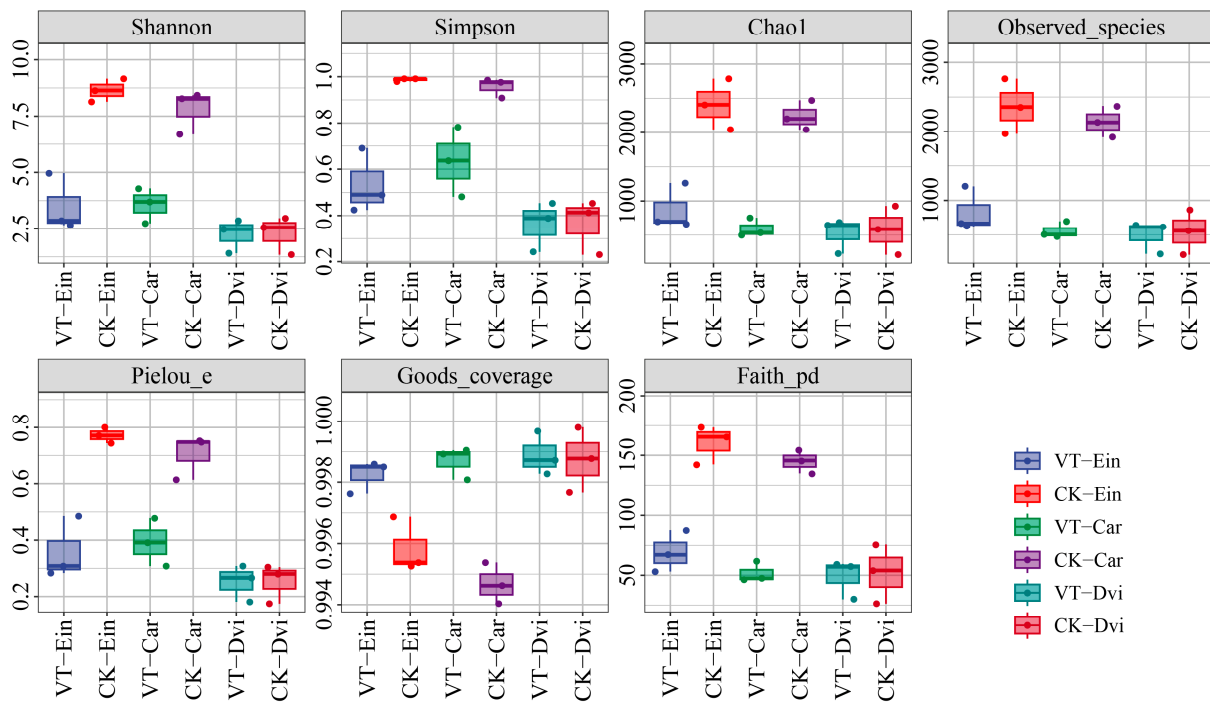 Shannon
Simpson
Chao1
Observed_species
10.0
7.5
5.0
2.5
1.0
0.8
0.6
0.4
0.2
3000
2000
1000
3000
2000
1000
VT−Ein
CK−Ein
VT−Car
CK−Car
VT−Dvi
CK−Dvi
VT−Ein
CK−Ein
VT−Car
CK−Car
VT−Dvi
CK−Dvi
VT−Ein
CK−Ein
VT−Car
CK−Car
VT−Dvi
CK−Dvi
VT−Ein
CK−Ein
VT−Car
CK−Car
VT−Dvi
CK−Dvi
Pielou_e
Goods_coverage
Faith_pd
0.8
0.6
0.4
0.2
1.000
0.998
0.996
0.994
200
150
100
50
VT−Ein
CK−Ein
VT−Car
CK−Car
VT−Dvi
CK−Dvi
VT−Ein
CK−Ein
VT−Car
CK−Car
VT−Dvi
CK−Dvi
VT−Ein
CK−Ein
VT−Car
CK−Car
VT−Dvi
CK−Dvi
VT−Ein
CK−Ein
VT−Car
CK−Car
VT−Dvi
CK−Dvi